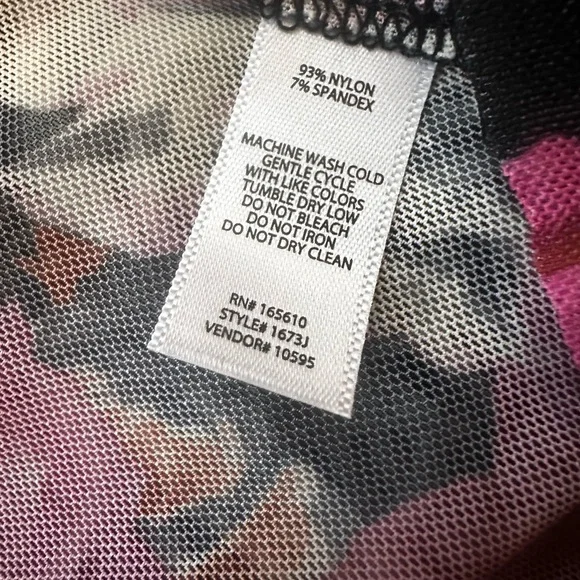 93% NYLON
7% SPANDEX
MACHINE WASH COLD
GENTLE CYCLE
WITH LIKE COLORS
TUMBLE DRY LOW
DO NOT BLEACH
DO NOT IRON
DO NOT DRY CLEAN
RN# 165610
STYLE# 1673J
VENDOR# 10595